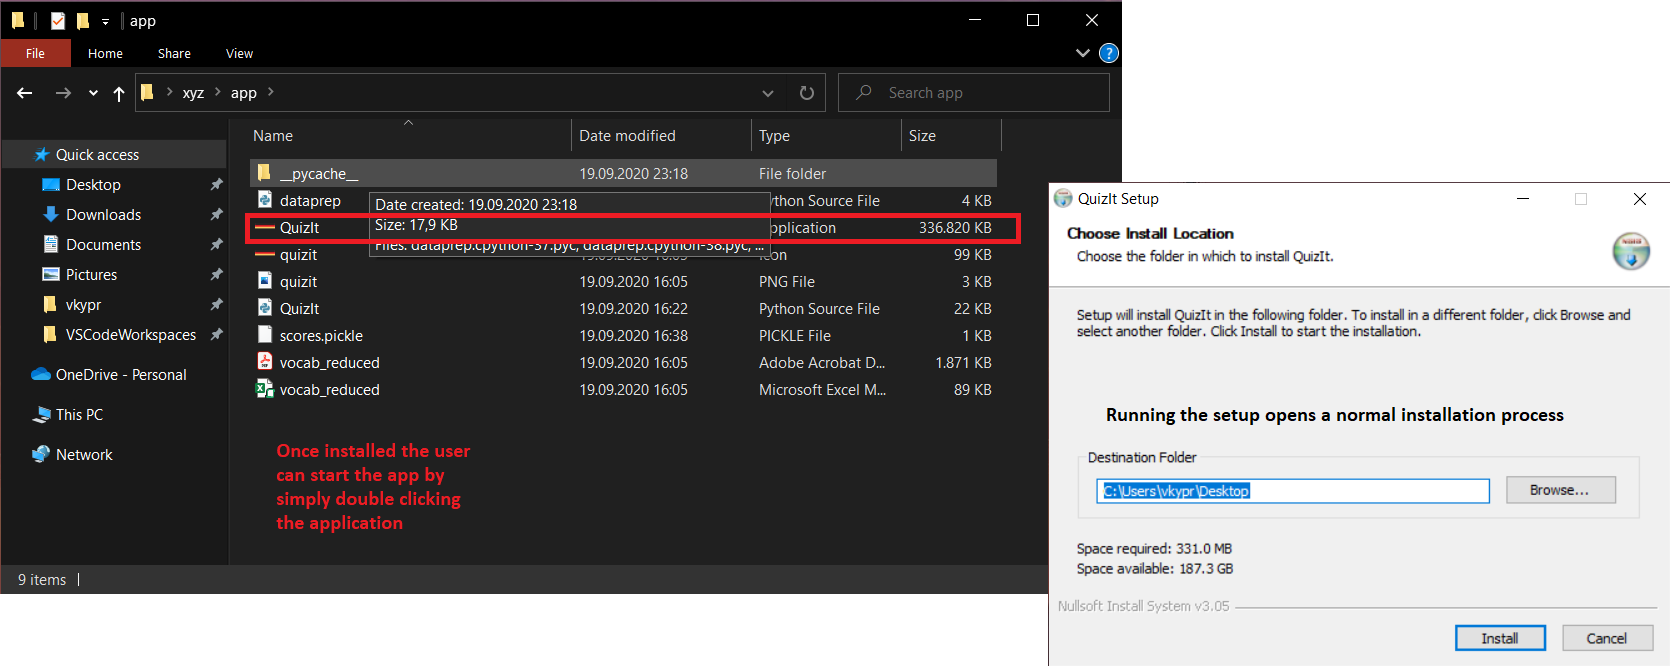 app
File Home Share View
xyz app
Search app
Name Date modified Type Size
Quick access
Desktop
Downloads
Documents
Pictures
vkypr
VSCodeWorkspaces
OneDrive - Personal
This PC
Network
__pycache__ 19.09.2020 23:18 File folder
dataprep ython Source File 4 KB
QuizIt pplication 336.820 KB
quizit con 99 KB
quizit 19.09.2020 16:05 PNG File 3 KB
QuizIt 19.09.2020 16:22 Python Source File 22 KB
scores.pickle 19.09.2020 16:38 PICKLE File 1 KB
vocab_reduced 19.09.2020 16:05 Adobe Acrobat D... 1.871 KB
vocab_reduced 19.09.2020 16:05 Microsoft Excel M... 89 KB
Date created: 19.09.2020 23:18
Size: 17,9 KB
Files: dataprep.cpython-37.pyc, dataprep.cpython-38.pyc, ...
Once installed the user
can start the app by
simply double clicking
the application
9 items
QuizIt Setup
Choose Install Location
Choose the folder in which to install QuizIt.
Setup will install QuizIt in the following folder. To install in a different folder, click Browse and
select another folder. Click Install to start the installation.
Running the setup opens a normal installation process
Destination Folder
C:\Users\vkypr\Desktop
Browse...
Space required: 331.0 MB
Space available: 187.3 GB
Nullsoft Install System v3.05
Install Cancel